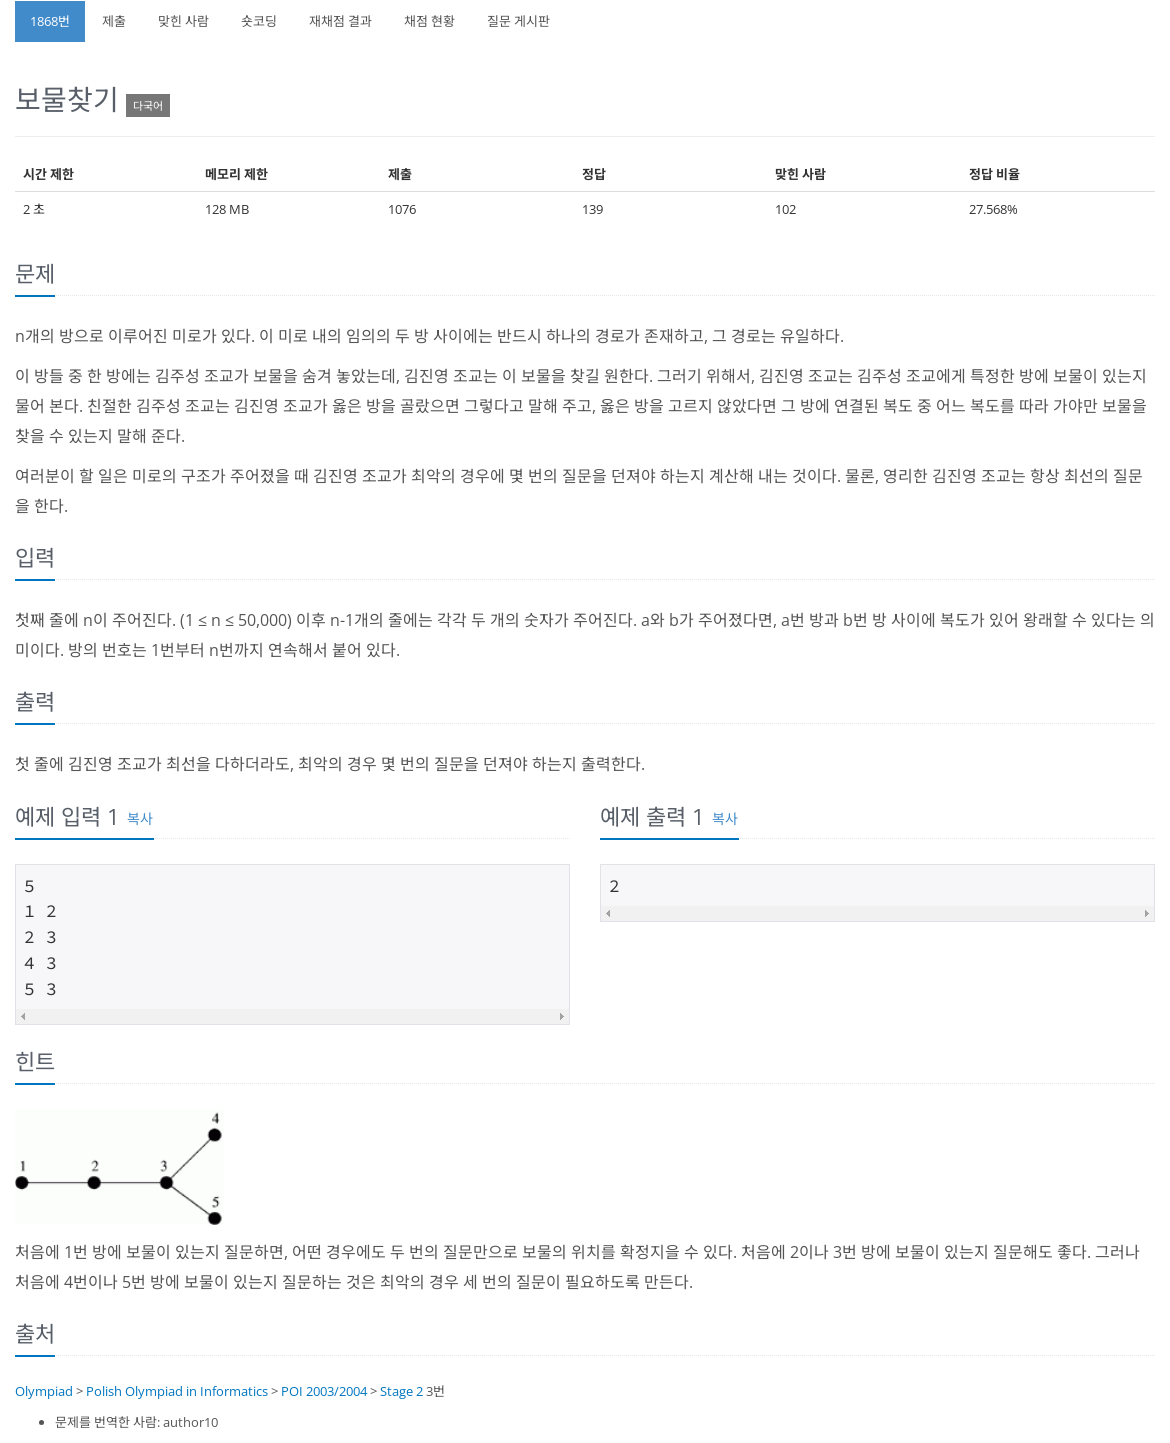 1868번 제출 맞힌 사람 숏코딩 재채점 결과 채점 현황 질문 게시판
보물찾기 다국어
시간 제한 메모리 제한 제출 정답 맞힌 사람 정답 비율
2 초 128 MB 1076 139 102 27.568%
문제
n개의 방으로 이루어진 미로가 있다. 이 미로 내의 임의의 두 방 사이에는 반드시 하나의 경로가 존재하고, 그 경로는 유일하다.
이 방들 중 한 방에는 김주성 조교가 보물을 숨겨 놓았는데, 김진영 조교는 이 보물을 찾길 원한다. 그러기 위해서, 김진영 조교는 김주성 조교에게 특정한 방에 보물이 있는지
물어 본다. 친절한 김주성 조교는 김진영 조교가 옳은 방을 골랐으면 그렇다고 말해 주고, 옳은 방을 고르지 않았다면 그 방에 연결된 복도 중 어느 복도를 따라 가야만 보물을
찾을 수 있는지 말해 준다.
여러분이 할 일은 미로의 구조가 주어졌을 때 김진영 조교가 최악의 경우에 몇 번의 질문을 던져야 하는지 계산해 내는 것이다. 물론, 영리한 김진영 조교는 항상 최선의 질문
을 한다.
입력
첫째 줄에 n이 주어진다. (1 ≤ n ≤ 50,000) 이후 n-1개의 줄에는 각각 두 개의 숫자가 주어진다. a와 b가 주어졌다면, a번 방과 b번 방 사이에 복도가 있어 왕래할 수 있다는 의
미이다. 방의 번호는 1번부터 n번까지 연속해서 붙어 있다.
출력
첫 줄에 김진영 조교가 최선을 다하더라도, 최악의 경우 몇 번의 질문을 던져야 하는지 출력한다.
예제 입력 1 복사
5
1 2
2 3
4 3
5 3
예제 출력 1 복사
2
힌트
4
1 2 3
5
처음에 1번 방에 보물이 있는지 질문하면, 어떤 경우에도 두 번의 질문만으로 보물의 위치를 확정지을 수 있다. 처음에 2이나 3번 방에 보물이 있는지 질문해도 좋다. 그러나
처음에 4번이나 5번 방에 보물이 있는지 질문하는 것은 최악의 경우 세 번의 질문이 필요하도록 만든다.
출처
Olympiad > Polish Olympiad in Informatics > POI 2003/2004 > Stage 2 3번
문제를 번역한 사람: author10